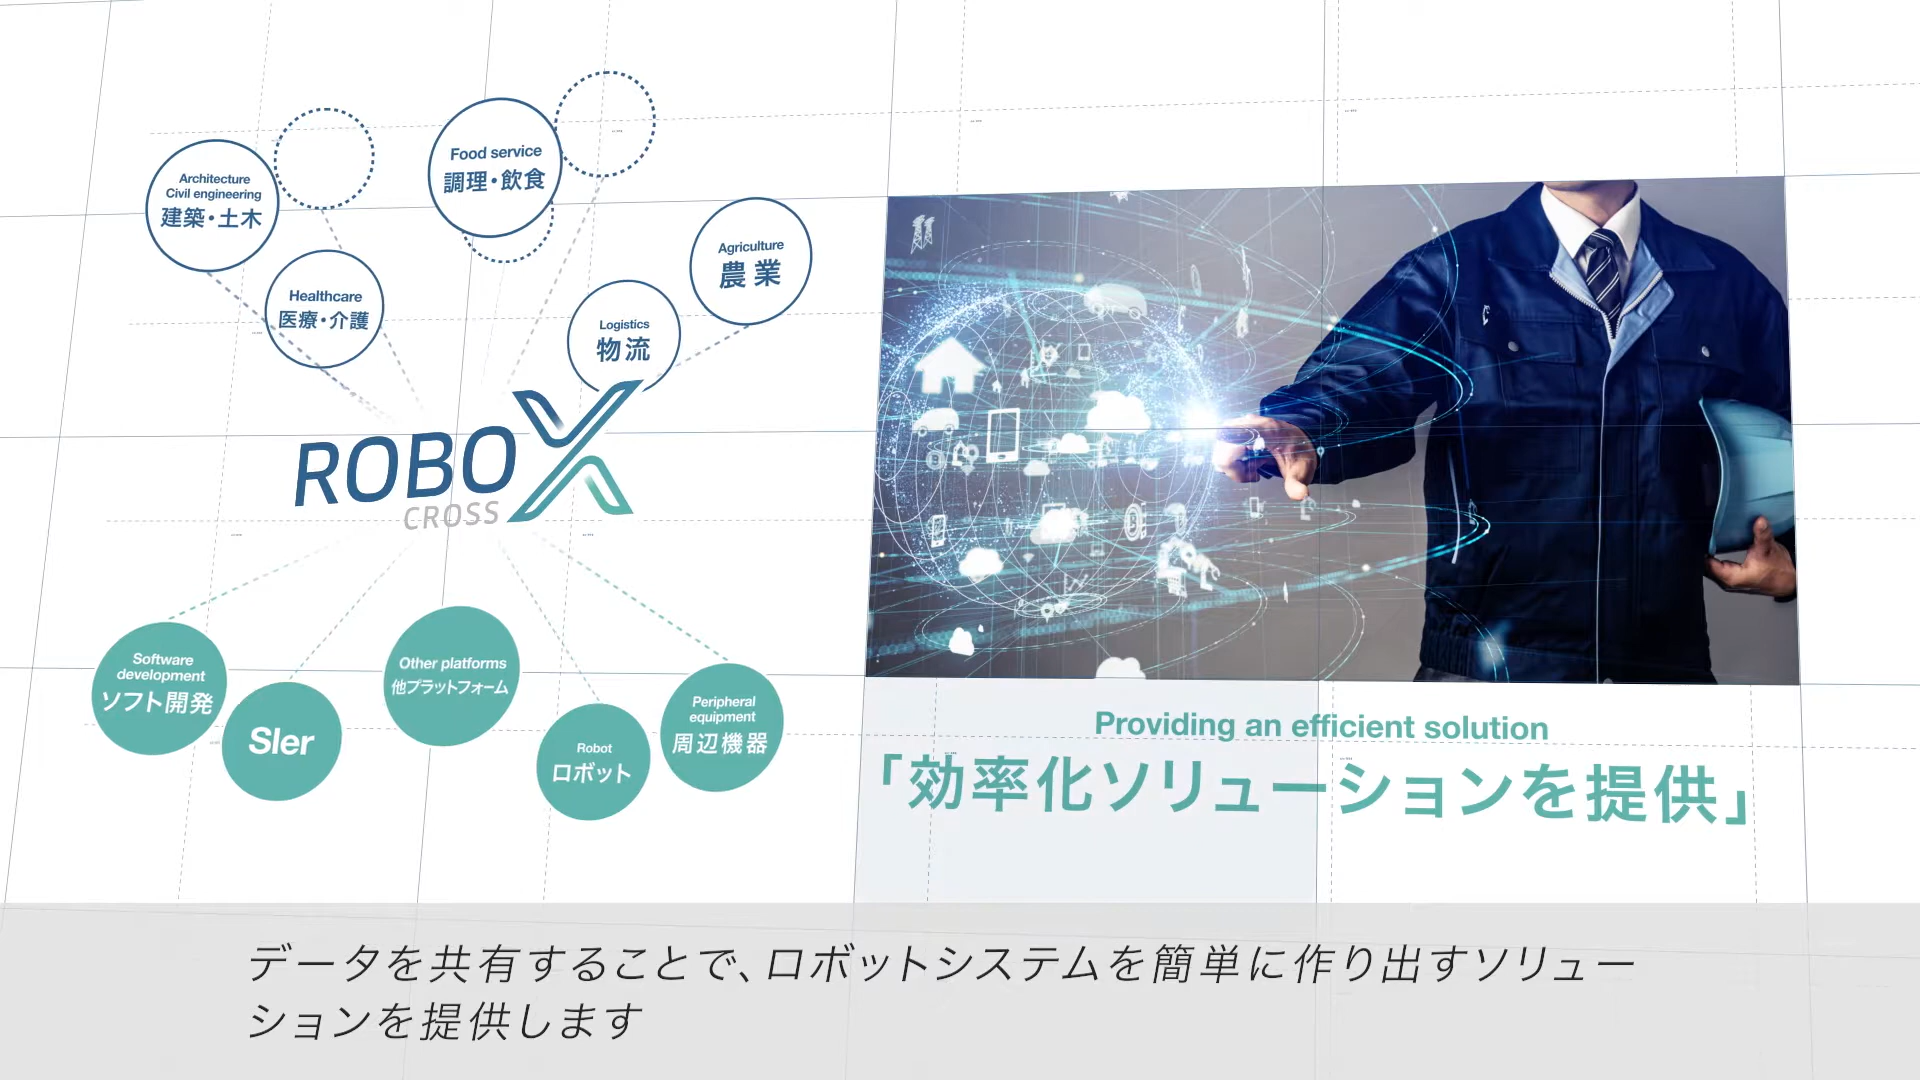 Architecture
Civil engineering
建築・土木
Food service
調理・飲食
Healthcare
医療・介護
Logistics
物流
Agriculture
農業
ROBO X
CROSS
Software
development
ソフト開発
SIer
Other platforms
他プラットフォーム
Robot
ロボット
Peripheral
equipment
周辺機器
Providing an efficient solution
「効率化ソリューションを提供」
データを共有することで、ロボットシステムを簡単に作り出すソリュー
ションを提供します